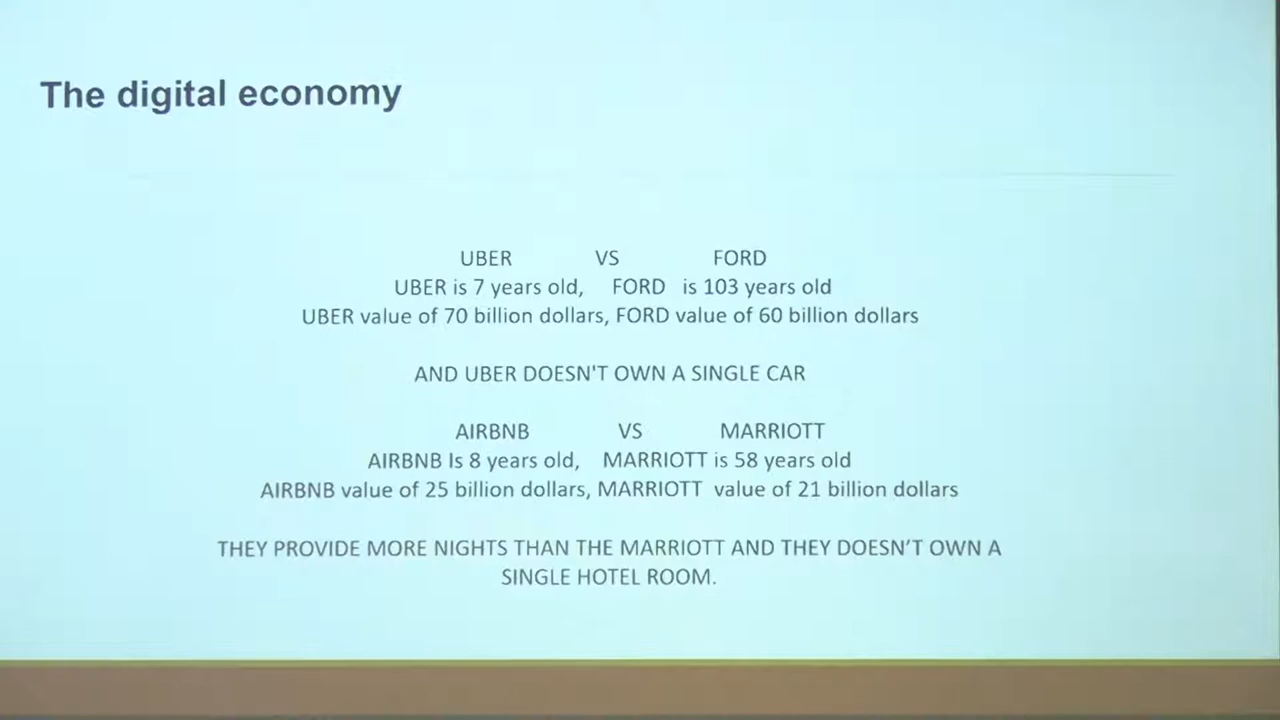 The digital economy
UBER VS FORD
UBER is 7 years old, FORD is 103 years old
UBER value of 70 billion dollars, FORD value of 60 billion dollars
AND UBER DOESN'T OWN A SINGLE CAR
AIRBNB VS MARRIOTT
AIRBNB Is 8 years old, MARRIOTT is 58 years old
AIRBNB value of 25 billion dollars, MARRIOTT value of 21 billion dollars
THEY PROVIDE MORE NIGHTS THAN THE MARRIOTT AND THEY DOESN’T OWN A
SINGLE HOTEL ROOM.